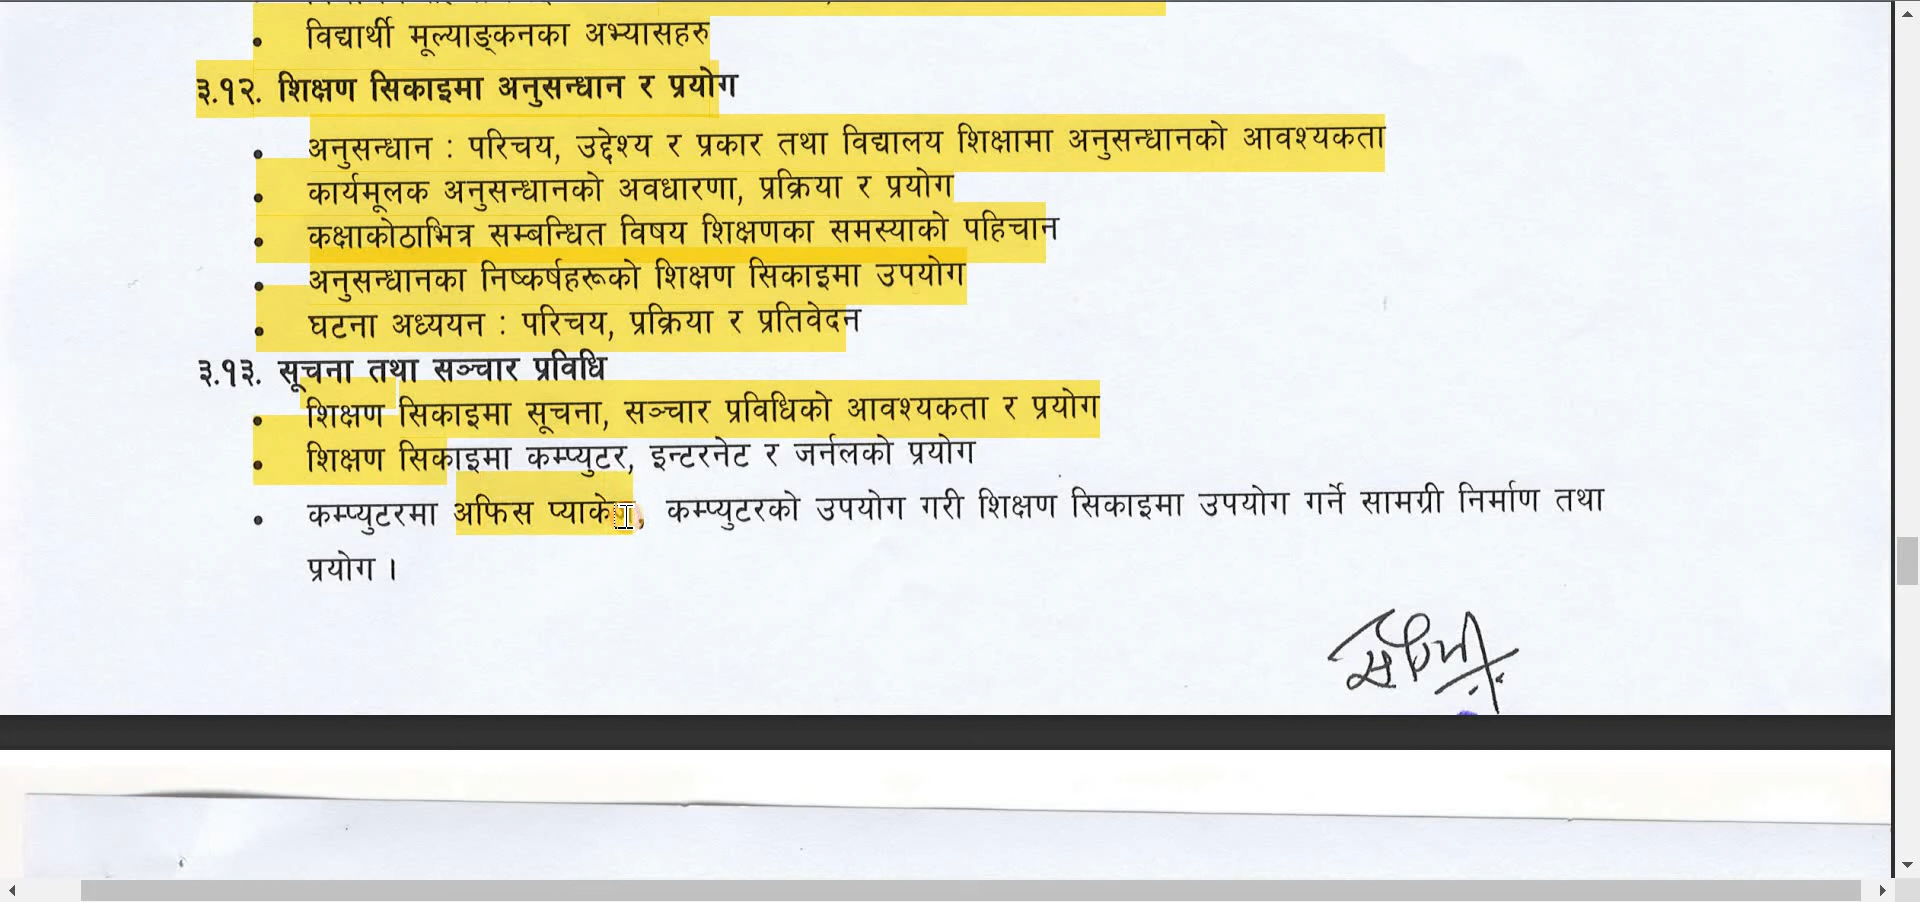 • विद्यार्थी मूल्याङ्कनका अभ्यासहरु
३.१२. शिक्षण सिकाइमा अनुसन्धान र प्रयोग
• अनुसन्धान : परिचय, उद्देश्य र प्रकार तथा विद्यालय शिक्षामा अनुसन्धानको आवश्यकता
• कार्यमूलक अनुसन्धानको अवधारणा, प्रक्रिया र प्रयोग
• कक्षाकोठाभित्र सम्बन्धित विषय शिक्षणका समस्याको पहिचान
• अनुसन्धानका निष्कर्षहरूको शिक्षण सिकाइमा उपयोग
• घटना अध्ययन : परिचय, प्रक्रिया र प्रतिवेदन
३.१३. सूचना तथा सञ्चार प्रविधि
• शिक्षण सिकाइमा सूचना, सञ्चार प्रविधिको आवश्यकता र प्रयोग
• शिक्षण सिकाइमा कम्प्युटर, इन्टरनेट र जर्नलको प्रयोग
• कम्प्युटरमा अफिस प्याकेज, कम्प्युटरको उपयोग गरी शिक्षण सिकाइमा उपयोग गर्ने सामग्री निर्माण तथा
प्रयोग ।